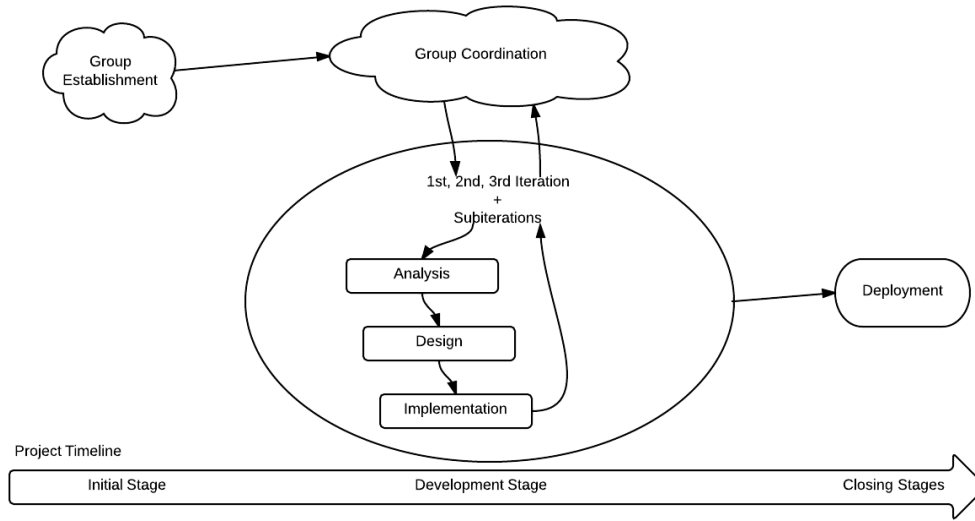 Group
Establishment
Group Coordination
1st, 2nd, 3rd Iteration
+
Subiterations
Analysis
Design
Implementation
Deployment
Project Timeline
Initial Stage
Development Stage
Closing Stages